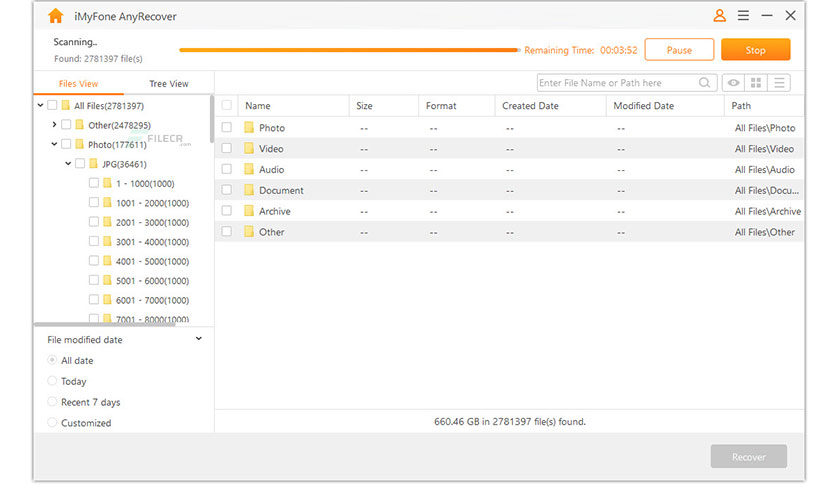 iMyFone AnyRecover
Scanning..
Found: 2781397 file(s)
Remaining Time: 00:03:52
Pause
Stop
Files View
Tree View
Enter File Name or Path here
All Files(2781397)
Other(2478295)
Photo(177611)
JPG(36461)
1 - 1000(1000)
1001 - 2000(1000)
2001 - 3000(1000)
3001 - 4000(1000)
4001 - 5000(1000)
5001 - 6000(1000)
6001 - 7000(1000)
7001 - 8000(1000)
FILECR
.com
Name Size Format Created Date Modified Date Path
Photo -- -- -- -- All Files\Photo
Video -- -- -- -- All Files\Video
Audio -- -- -- -- All Files\Audio
Document -- -- -- -- All Files\Docu...
Archive -- -- -- -- All Files\Archive
Other -- -- -- -- All Files\Other
File modified date
All date
Today
Recent 7 days
Customized
660.46 GB in 2781397 file(s) found.
Recover